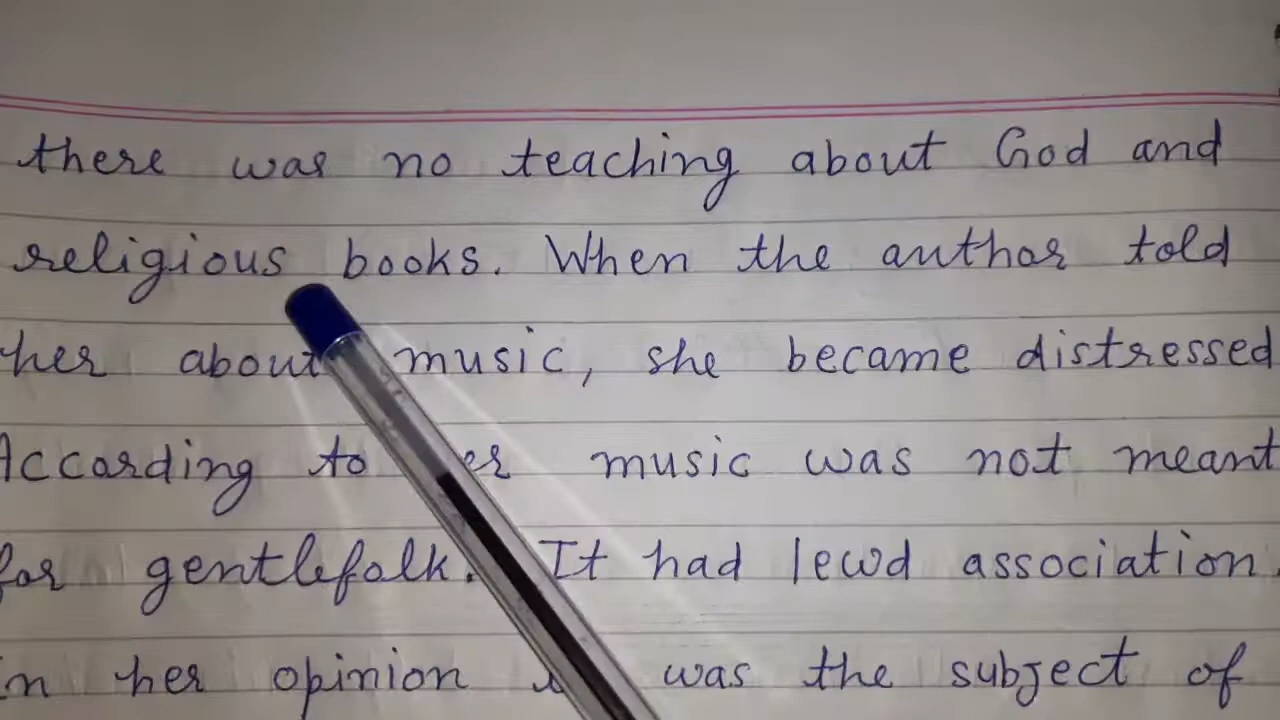 there was no teaching about God and
religious books. When the author told
her about music, she became distressed
According to music was not meant
for gentlefolk. It had lewd association.
In her opinion was the subject of